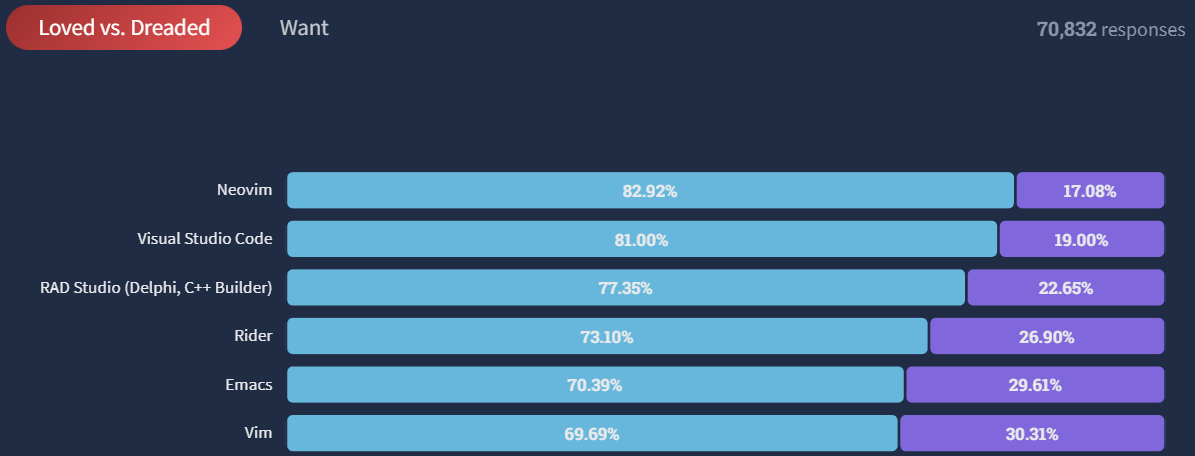 Loved vs. Dreaded Want 70,832 responses
Neovim 82.92% 17.08%
Visual Studio Code 81.00% 19.00%
RAD Studio (Delphi, C++ Builder) 77.35% 22.65%
Rider 73.10% 26.90%
Emacs 70.39% 29.61%
Vim 69.69% 30.31%